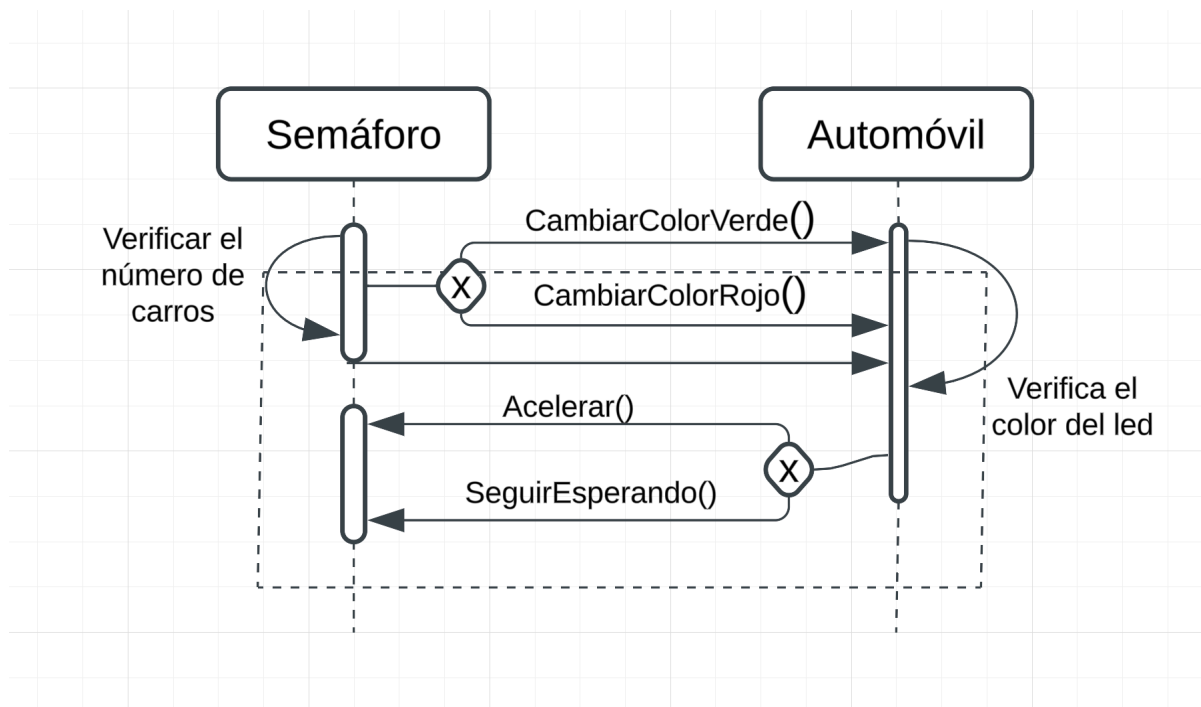 Semáforo
Automóvil
Verificar el
número de
carros
CambiarColorVerde()
X
CambiarColorRojo()
Verifica el
color del led
Acelerar()
X
SeguirEsperando()